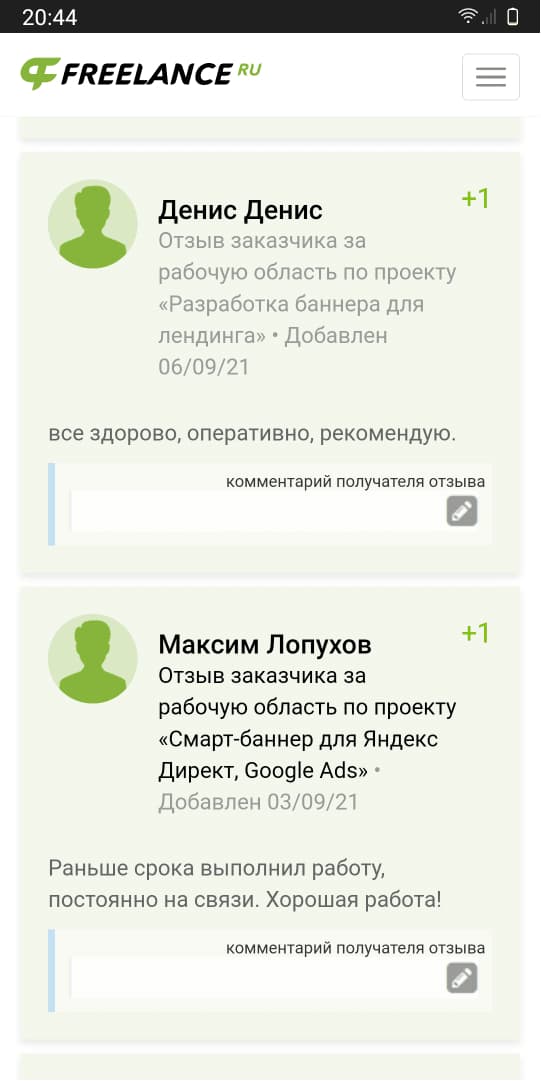 20:44
FREELANCE RU
Денис Денис
+1
Отзыв заказчика за
рабочую область по проекту
«Разработка баннера для
лендинга» • Добавлен
06/09/21
все здорово, оперативно, рекомендую.
комментарий получателя отзыва
Максим Лопухов
+1
Отзыв заказчика за
рабочую область по проекту
«Смарт-баннер для Яндекс
Директ, Google Ads» •
Добавлен 03/09/21
Раньше срока выполнил работу,
постоянно на связи. Хорошая работа!
комментарий получателя отзыва